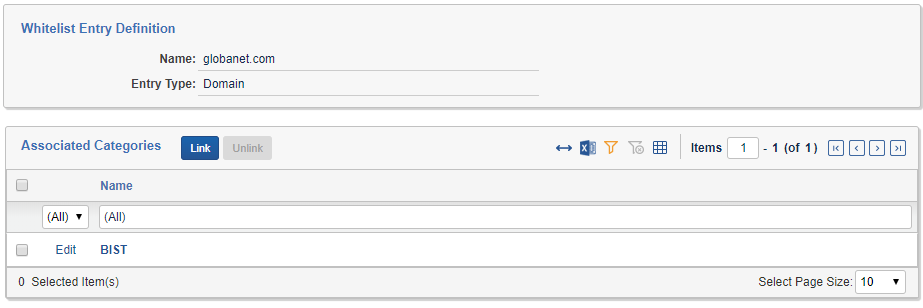 Whitelist Entry Definition
Name: globanet.com
Entry Type: Domain
Associated Categories Link Unlink Items 1 - 1 (of 1)
Name
(All) (All)
Edit BIST
0 Selected Item(s) Select Page Size: 10